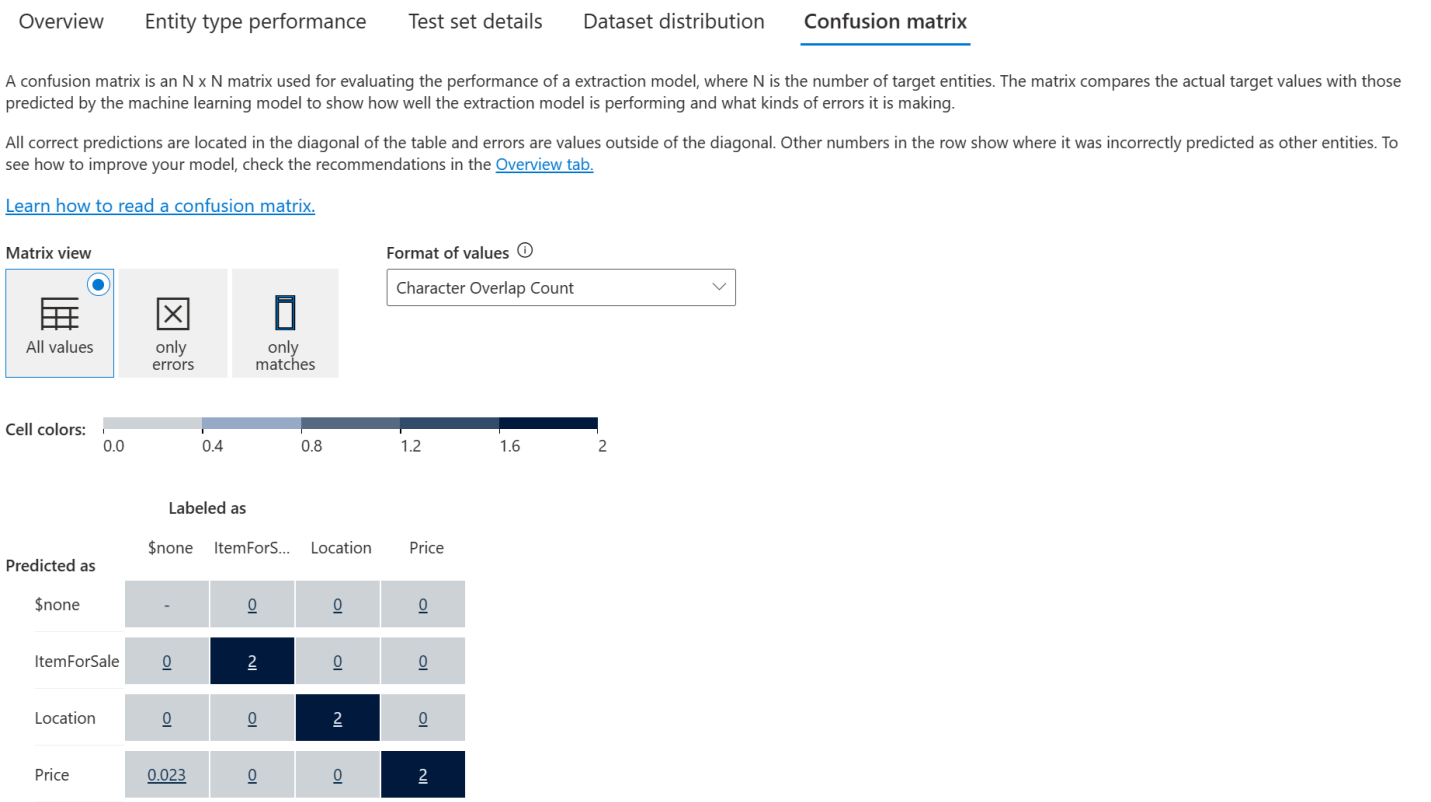 Overview Entity type performance Test set details Dataset distribution Confusion matrix
A confusion matrix is an N x N matrix used for evaluating the performance of a extraction model, where N is the number of target entities. The matrix compares the actual target values with those
predicted by the machine learning model to show how well the extraction model is performing and what kinds of errors it is making.
All correct predictions are located in the diagonal of the table and errors are values outside of the diagonal. Other numbers in the row show where it was incorrectly predicted as other entities. To
see how to improve your model, check the recommendations in the Overview tab.
Learn how to read a confusion matrix.
Matrix view
All values
only
errors
only
matches
Format of values
Character Overlap Count
Cell colors:
0.0 0.4 0.8 1.2 1.6 2
Labeled as
$none ItemForS... Location Price
Predicted as
$none - 0 0 0
ItemForSale 0 2 0 0
Location 0 0 2 0
Price 0.023 0 0 2